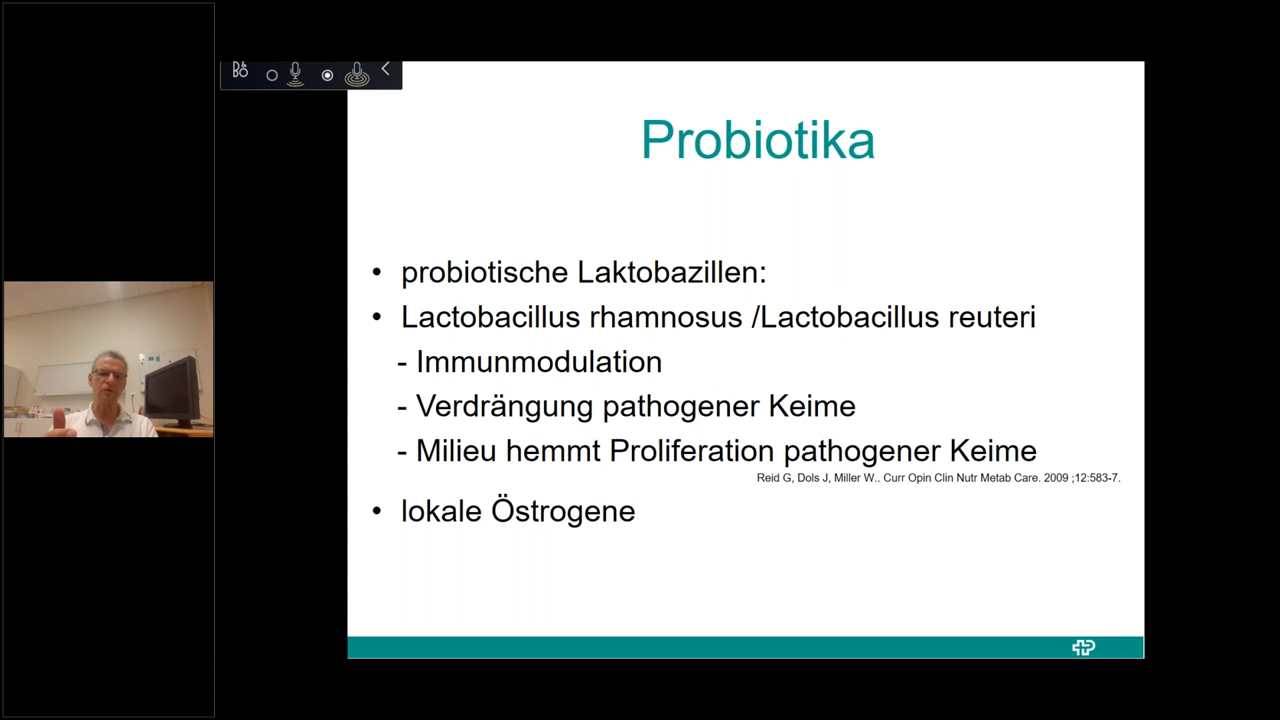 Probiotika
• probiotische Laktobazillen:
• Lactobacillus rhamnosus /Lactobacillus reuteri
- Immunmodulation
- Verdrängung pathogener Keime
- Milieu hemmt Proliferation pathogener Keime
Reid G, Dols J, Miller W.. Curr Opin Clin Nutr Metab Care. 2009 ;12:583-7.
• lokale Östrogene